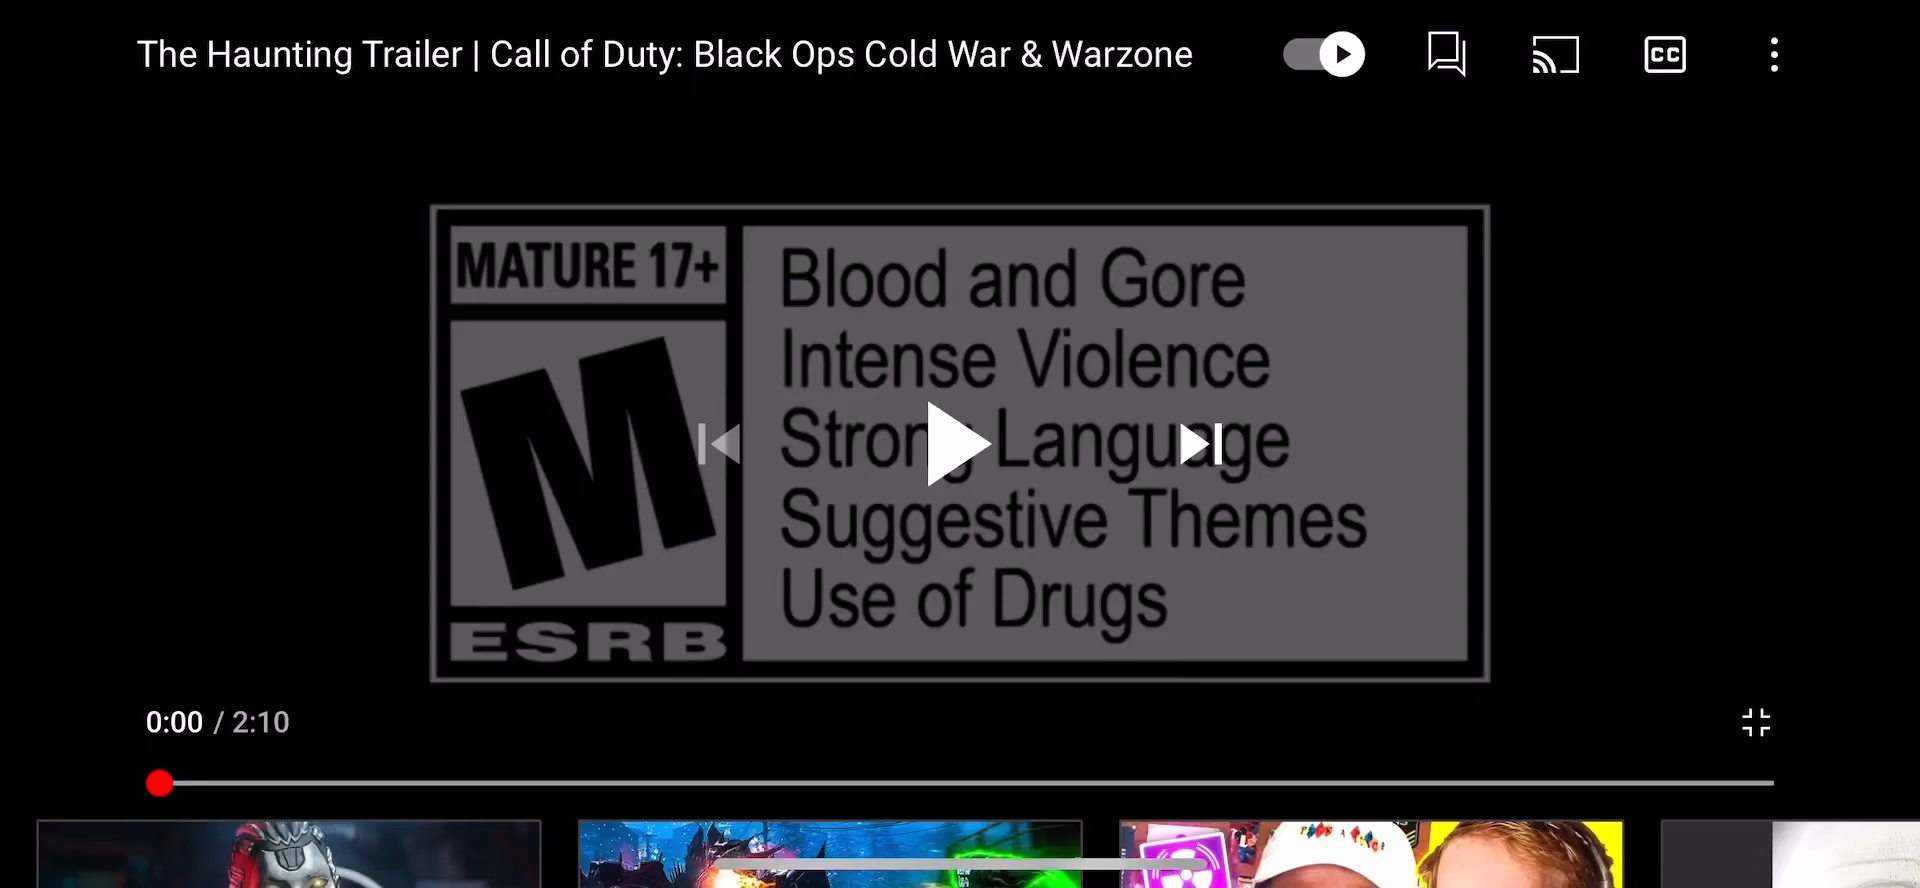 The Haunting Trailer | Call of Duty: Black Ops Cold War & Warzone
CC
MATURE 17+
M
ESRB
Blood and Gore
Intense Violence
Strong Language
Suggestive Themes
Use of Drugs
0:00 / 2:10